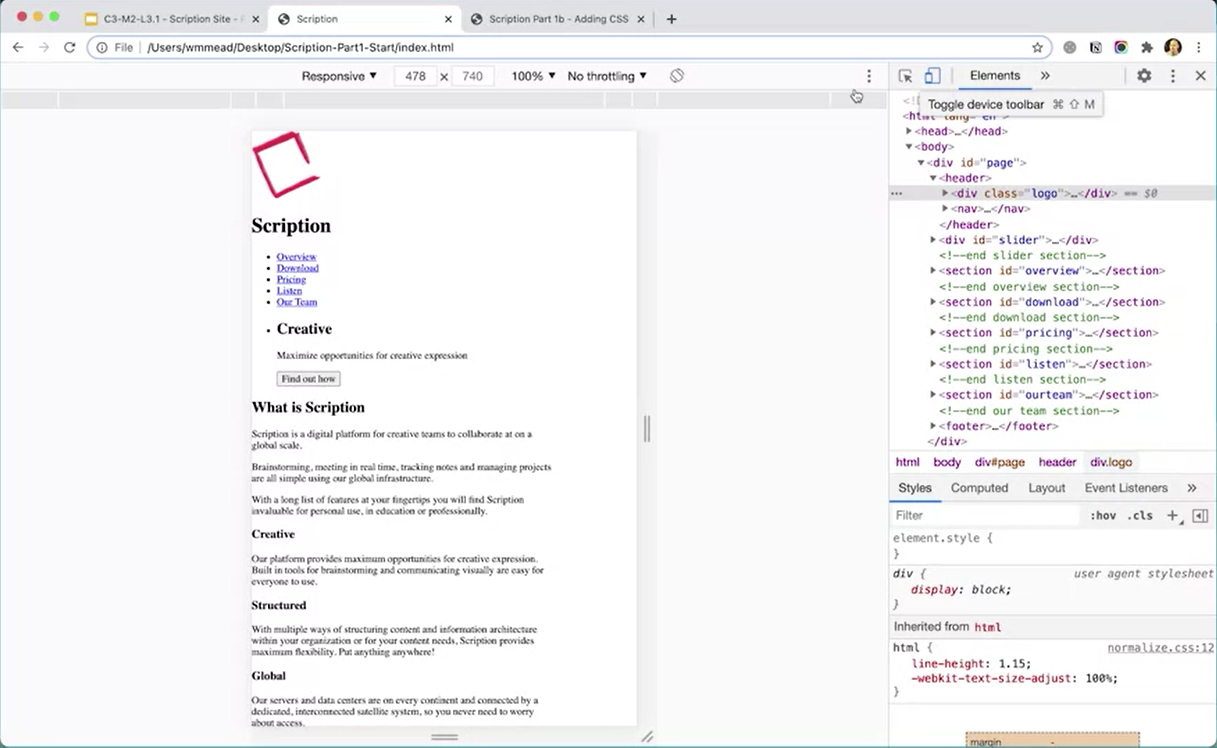 C3-M2-L3.1 - Scription Site - F
Scription
Scription Part 1b - Adding CSS
File /Users/wmmead/Desktop/Scription-Part1-Start/index.html
Responsive 478 × 740 100% No throttling
Elements
Toggle device toolbar ⌘ ⇧ M
<html lang="en">
<head>…</head>
<body>
<div id="page">
<header>
<div class="logo">…</div> == $0
<nav>…</nav>
</header>
<div id="slider">…</div>
<!--end slider section-->
<section id="overview">…</section>
<!--end overview section-->
<section id="download">…</section>
<!--end download section-->
<section id="pricing">…</section>
<!--end pricing section-->
<section id="listen">…</section>
<!--end listen section-->
<section id="ourteam">…</section>
<!--end our team section-->
<footer>…</footer>
</div>
html body div#page header div.logo
Styles Computed Layout Event Listeners
Filter :hov .cls
element.style {
}
div { user agent stylesheet
display: block;
}
Inherited from html
html { normalize.css:12
line-height: 1.15;
-webkit-text-size-adjust: 100%;
}
margin -
Scription
Overview
Download
Pricing
Listen
Our Team
Creative
Maximize opportunities for creative expression
Find out how
What is Scription
Scription is a digital platform for creative teams to collaborate at on a
global scale.
Brainstorming, meeting in real time, tracking notes and managing projects
are all simple using our global infrastructure.
With a long list of features at your fingertips you will find Scription
invaluable for personal use, in education or professionally.
Creative
Our platform provides maximum opportunities for creative expression.
Built in tools for brainstorming and communicating visually are easy for
everyone to use.
Structured
With multiple ways of structuring content and information architecture
within your organization or for your content needs, Scription provides
maximum flexibility. Put anything anywhere!
Global
Our servers and data centers are on every continent and connected by a
dedicated, interconnected satellite system, so you never need to worry
about access.